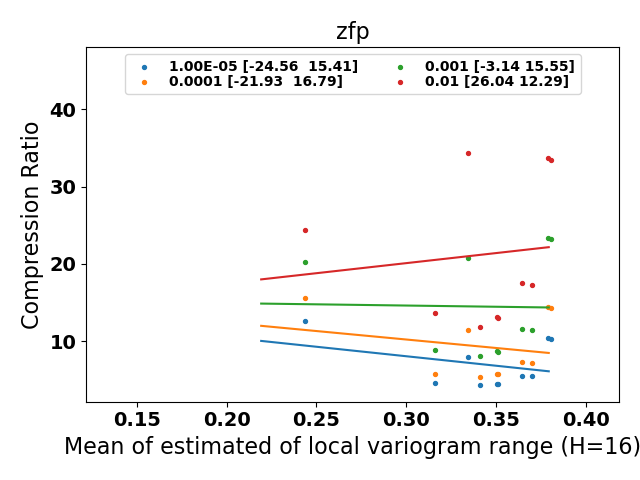 zfp
1.00E-05 [-24.56  15.41]
0.0001 [-21.93  16.79]
0.001 [-3.14 15.55]
0.01 [26.04 12.29]
Compression Ratio
40
30
20
10
0.15 0.20 0.25 0.30 0.35 0.40
Mean of estimated of local variogram range (H=16)